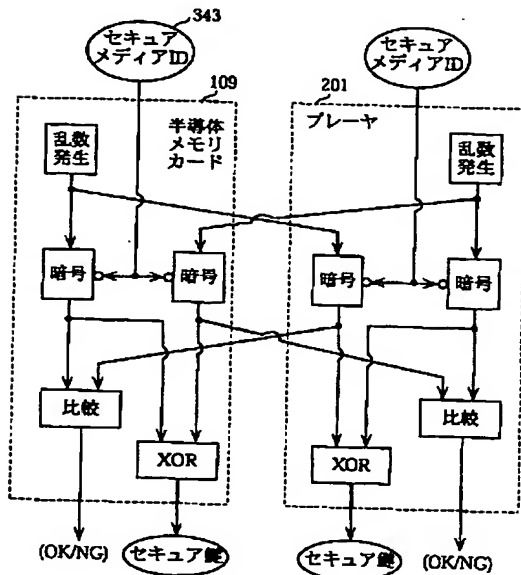 343
セキュア
メディアID
セキュア
メディアID
109
201
半導体
メモリ
カード
プレーヤ
乱数
発生
乱数
発生
暗号
暗号
暗号
暗号
比較
比較
XOR
XOR
(OK/NG)
セキュア鍵
セキュア鍵
(OK/NG)